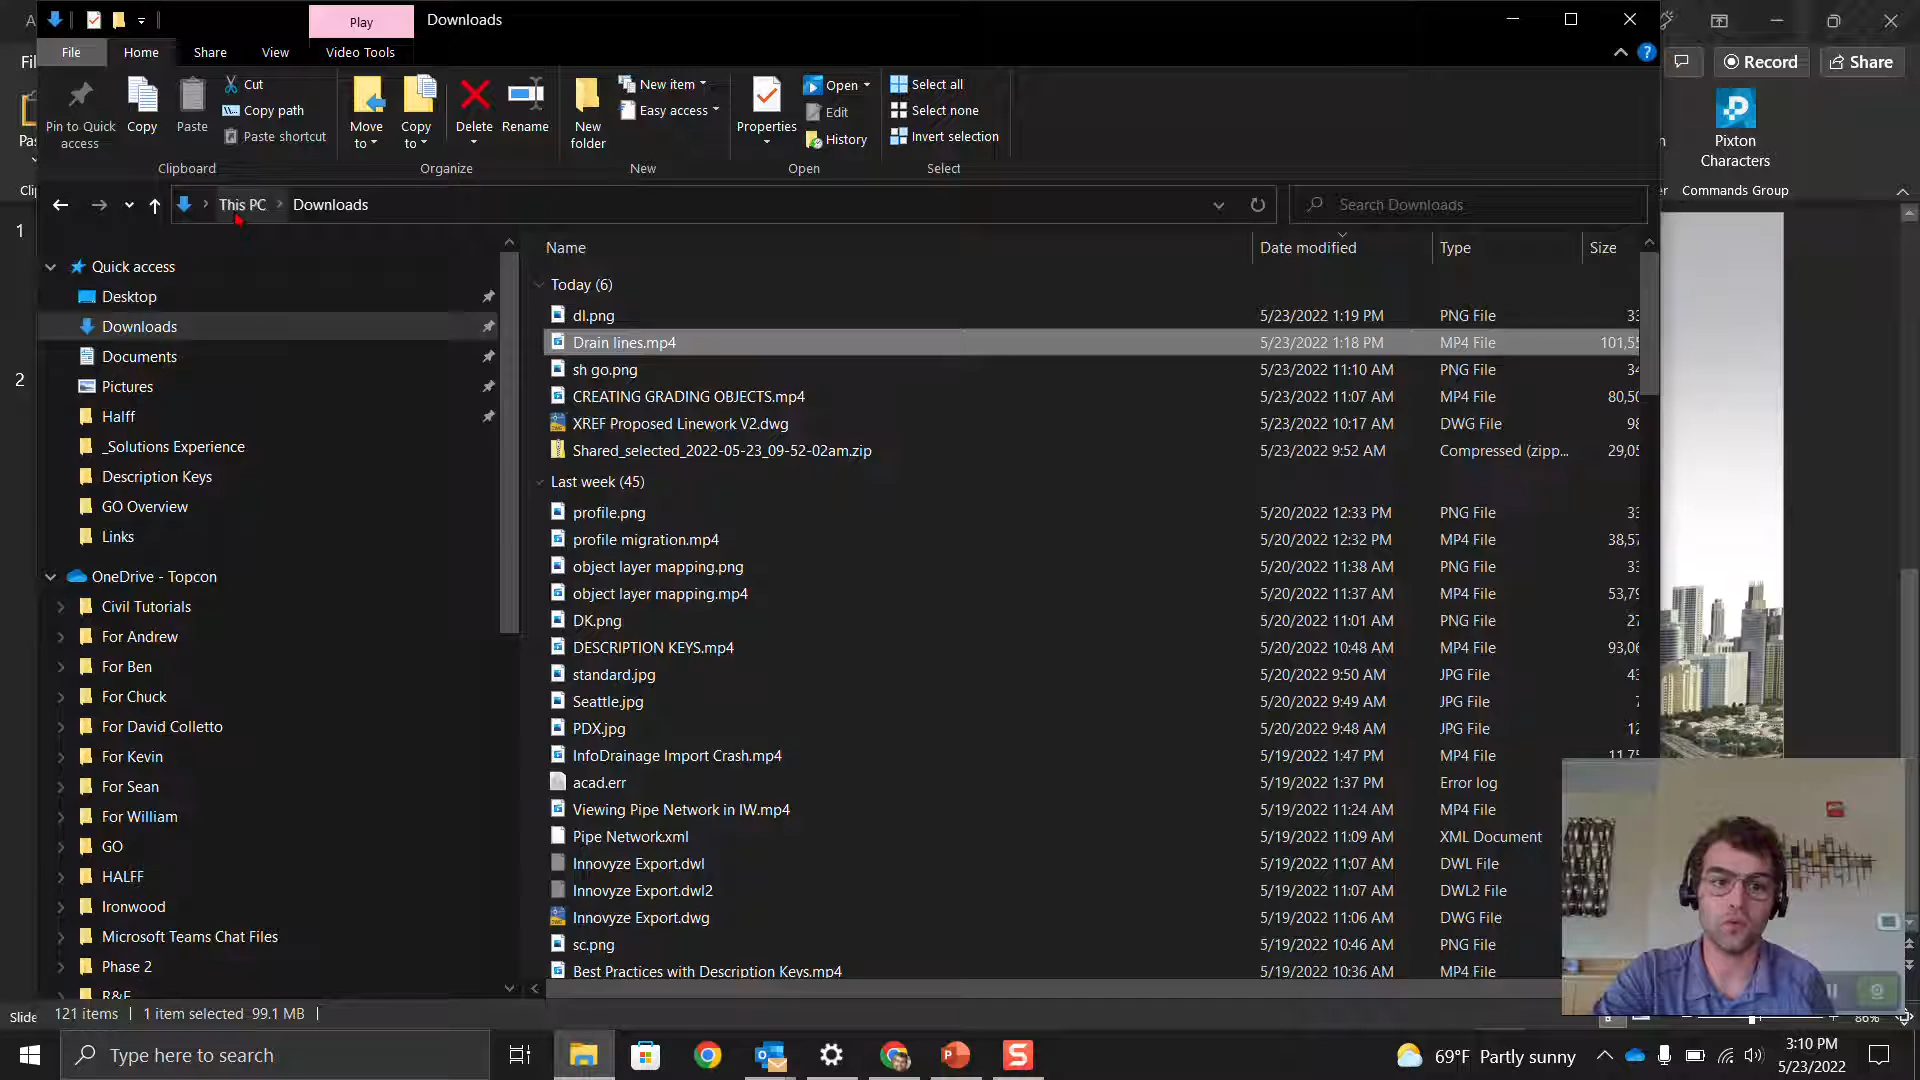 Play
Downloads
File
Home
Share
View
Video Tools
Record
Share
Pin to Quick access
Copy
Paste
Cut
Copy path
Paste shortcut
Move to
Copy to
Delete
Rename
New folder
New item
Easy access
Properties
Open
Edit
History
Select all
Select none
Invert selection
Pixton Characters
Clipboard
Organize
New
Open
Select
Commands Group
This PC
Downloads
Search Downloads
1
2
Quick access
Desktop
Downloads
Documents
Pictures
Halff
_Solutions Experience
Description Keys
GO Overview
Links
OneDrive - Topcon
Civil Tutorials
For Andrew
For Ben
For Chuck
For David Colletto
For Kevin
For Sean
For William
GO
HALFF
Ironwood
Microsoft Teams Chat Files
Phase 2
R&E
Name Date modified Type Size
Today (6)
dl.png 5/23/2022 1:19 PM PNG File
Drain lines.mp4 5/23/2022 1:18 PM MP4 File
sh go.png 5/23/2022 11:10 AM PNG File
CREATING GRADING OBJECTS.mp4 5/23/2022 11:07 AM MP4 File
XREF Proposed Linework V2.dwg 5/23/2022 10:17 AM DWG File
Shared_selected_2022-05-23_09-52-02am.zip 5/23/2022 9:52 AM Compressed (zipp...
Last week (45)
profile.png 5/20/2022 12:33 PM PNG File
profile migration.mp4 5/20/2022 12:32 PM MP4 File
object layer mapping.png 5/20/2022 11:38 AM PNG File
object layer mapping.mp4 5/20/2022 11:37 AM MP4 File
DK.png 5/20/2022 11:01 AM PNG File
DESCRIPTION KEYS.mp4 5/20/2022 10:48 AM MP4 File
standard.jpg 5/20/2022 9:50 AM JPG File
Seattle.jpg 5/20/2022 9:49 AM JPG File
PDX.jpg 5/20/2022 9:48 AM JPG File
InfoDrainage Import Crash.mp4 5/19/2022 1:47 PM MP4 File
acad.err 5/19/2022 1:37 PM Error log
Viewing Pipe Network in IW.mp4 5/19/2022 11:24 AM MP4 File
Pipe Network.xml 5/19/2022 11:09 AM XML Document
Innovyze Export.dwl 5/19/2022 11:07 AM DWL File
Innovyze Export.dwl2 5/19/2022 11:07 AM DWL2 File
Innovyze Export.dwg 5/19/2022 11:06 AM DWG File
sc.png 5/19/2022 10:46 AM PNG File
Best Practices with Description Keys.mp4 5/19/2022 10:36 AM MP4 File
Slide
121 items 1 item selected 99.1 MB
86%
Type here to search
69°F Partly sunny
3:10 PM
5/23/2022